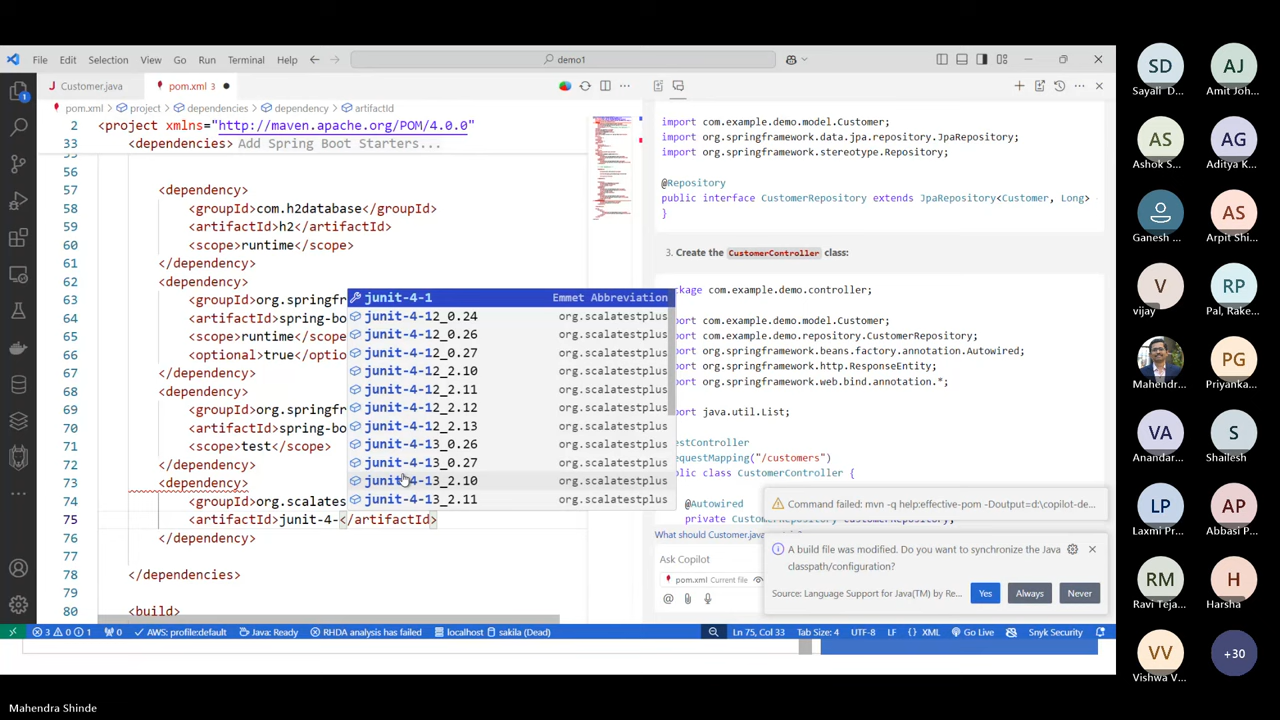 File Edit Selection View Go Run Terminal Help
demo1
Customer.java
pom.xml 3
pom.xml > project > dependencies > dependency > artifactId
2 <project xmlns="http://maven.apache.org/POM/4.0.0"
33 <dependencies> Add Spring Boot Starters...
57 <dependency>
58 <groupId>com.h2database</groupId>
59 <artifactId>h2</artifactId>
60 <scope>runtime</scope>
61 </dependency>
62 <dependency>
63 <groupId>org.springfr
64 <artifactId>spring-bo
65 <scope>runtime</scope
66 <optional>true</optio
67 </dependency>
68 <dependency>
69 <groupId>org.springfr
70 <artifactId>spring-bo
71 <scope>test</scope>
72 </dependency>
73 <dependency>
74 <groupId>org.scalates
75 <artifactId>junit-4-</artifactId>
76 </dependency>
78 </dependencies>
80 <build>
junit-4-1 Emmet Abbreviation
junit-4-12_0.24 org.scalatestplus
junit-4-12_0.26 org.scalatestplus
junit-4-12_0.27 org.scalatestplus
junit-4-12_2.10 org.scalatestplus
junit-4-12_2.11 org.scalatestplus
junit-4-12_2.12 org.scalatestplus
junit-4-12_2.13 org.scalatestplus
junit-4-13_0.26 org.scalatestplus
junit-4-13_0.27 org.scalatestplus
junit-4-13_2.10 org.scalatestplus
junit-4-13_2.11 org.scalatestplus
import com.example.demo.model.Customer;
import org.springframework.data.jpa.repository.JpaRepository;
import org.springframework.stereotype.Repository;
@Repository
public interface CustomerRepository extends JpaRepository<Customer, Long>
}
3. Create the CustomerController class:
ckage com.example.demo.controller;
port com.example.demo.model.Customer;
port com.example.demo.repository.CustomerRepository;
port org.springframework.beans.factory.annotation.Autowired;
port org.springframework.http.ResponseEntity;
port org.springframework.web.bind.annotation.*;
port java.util.List;
estController
equestMapping("/customers")
blic class CustomerController {
@Autowired
private CustomerRepository customerRepository;
What should Customer.java
Ask Copilot
pom.xml Current file
Command failed: mvn -q help:effective-pom -Doutput=d:\copilot-de...
A build file was modified. Do you want to synchronize the Java
classpath/configuration?
Source: Language Support for Java(TM) by Re...
Yes Always Never
3 0 1 0 AWS: profile:default Java: Ready RHDA analysis has failed localhost sakila (Dead) Ln 75, Col 33 Tab Size: 4 UTF-8 LF {} XML Go Live Snyk Security
SD AJ
Sayali D... Amit Joh...
AS AG
Ashok S... Aditya K...
AS
Ganesh ... Arpit Shi...
V PR
vijay Pal, Rake...
PG
Mahendr... Priyanka...
VA S
Anandara... Shailesh
LP AP
Laxmi Pr... Abbasi P...
RM H
Ravi Teja... Harsha
VV +30
Vishwa V...
Mahendra Shinde